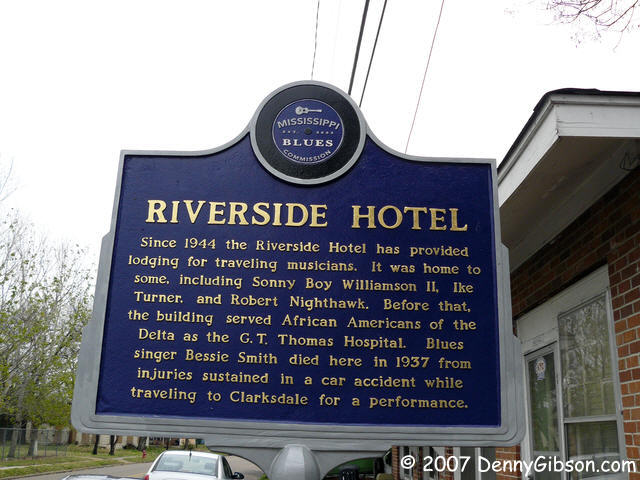 MISSISSIPPI
BLUES
COMMISSION
RIVERSIDE HOTEL
Since 1944 the Riverside Hotel has provided
lodging for traveling musicians. It was home to
some, including Sonny Boy Williamson II, Ike
Turner, and Robert Nighthawk. Before that,
the building served African Americans of the
Delta as the G.T. Thomas Hospital. Blues
singer Bessie Smith died here in 1937 from
injuries sustained in a car accident while
traveling to Clarksdale for a performance.
© 2007 DennyGibson.com